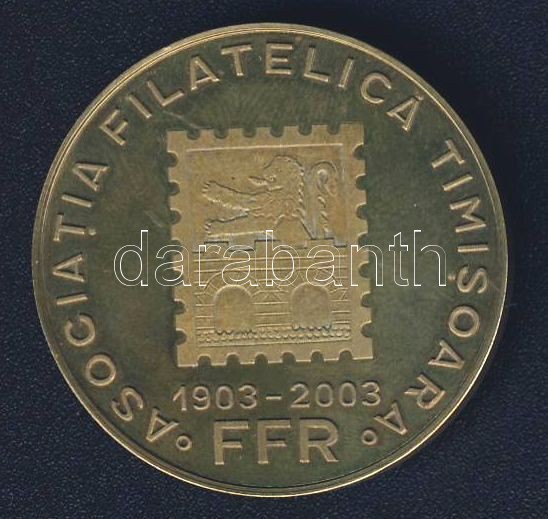 • ASOCIAȚIA FILATELICĂ TIMIȘOARA •
darabanth
1903-2003
FFR